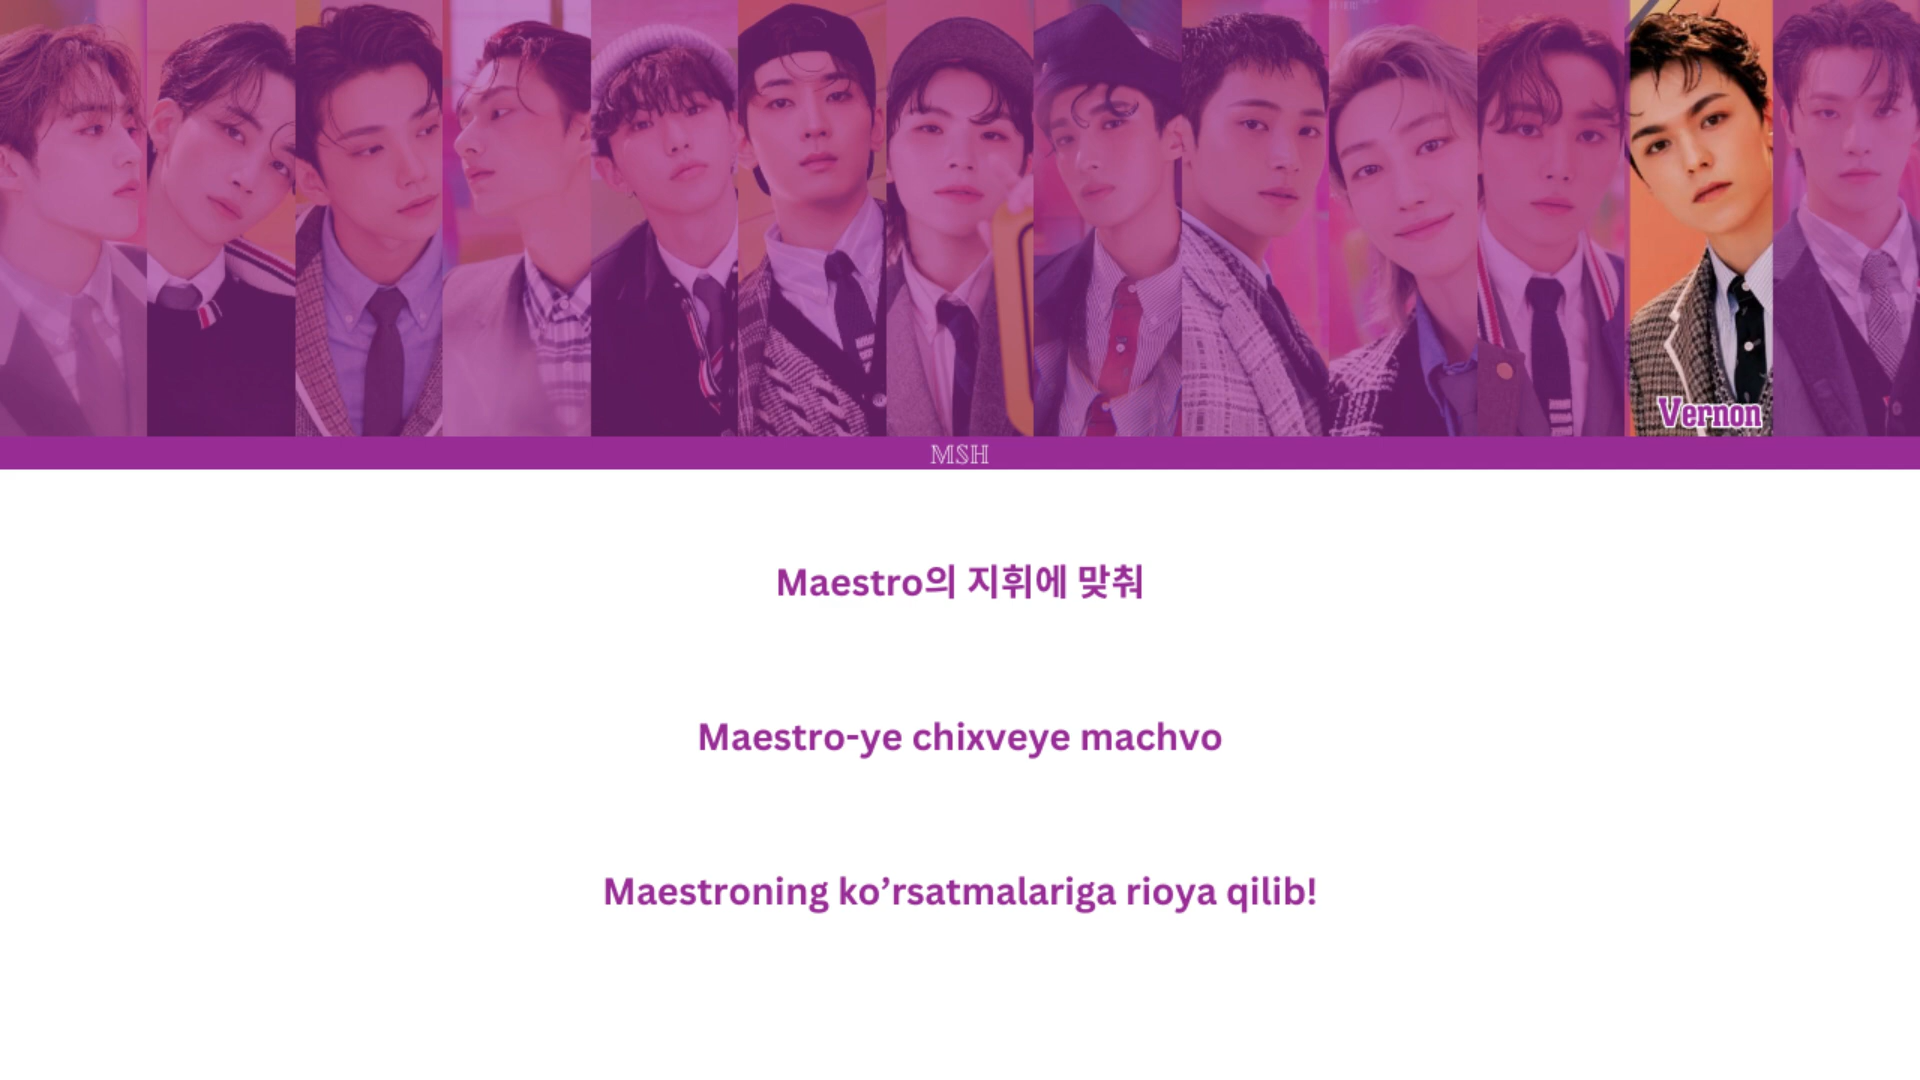 Vernon
MSH
Maestro의 지휘에 맞춰
Maestro-ye chixveye machvo
Maestroning ko’rsatmalariga rioya qilib!